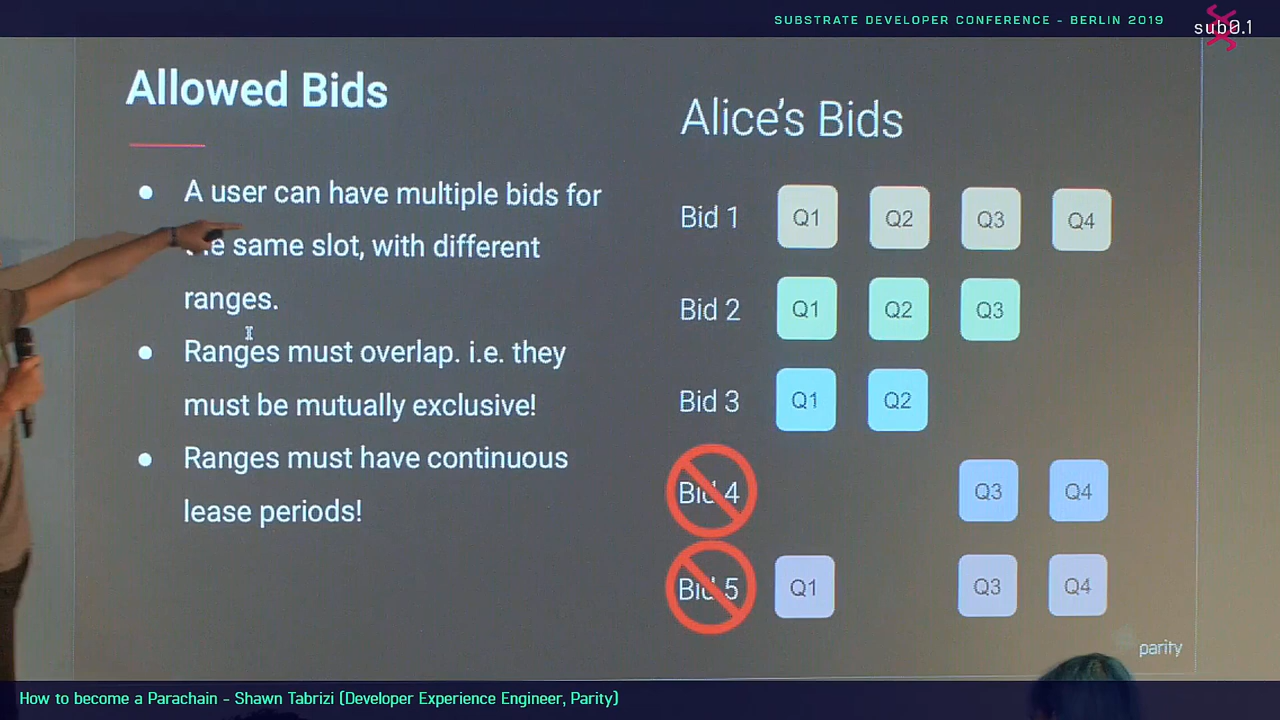 SUBSTRATE DEVELOPER CONFERENCE - BERLIN 2019
sub0.1
Allowed Bids
● A user can have multiple bids for
the same slot, with different
ranges.
● Ranges must overlap. i.e. they
must be mutually exclusive!
● Ranges must have continuous
lease periods!
Alice's Bids
Bid 1 Q1 Q2 Q3 Q4
Bid 2 Q1 Q2 Q3
Bid 3 Q1 Q2
Bid 4 Q3 Q4
Bid 5 Q1 Q3 Q4
parity
How to become a Parachain - Shawn Tabrizi (Developer Experience Engineer, Parity)